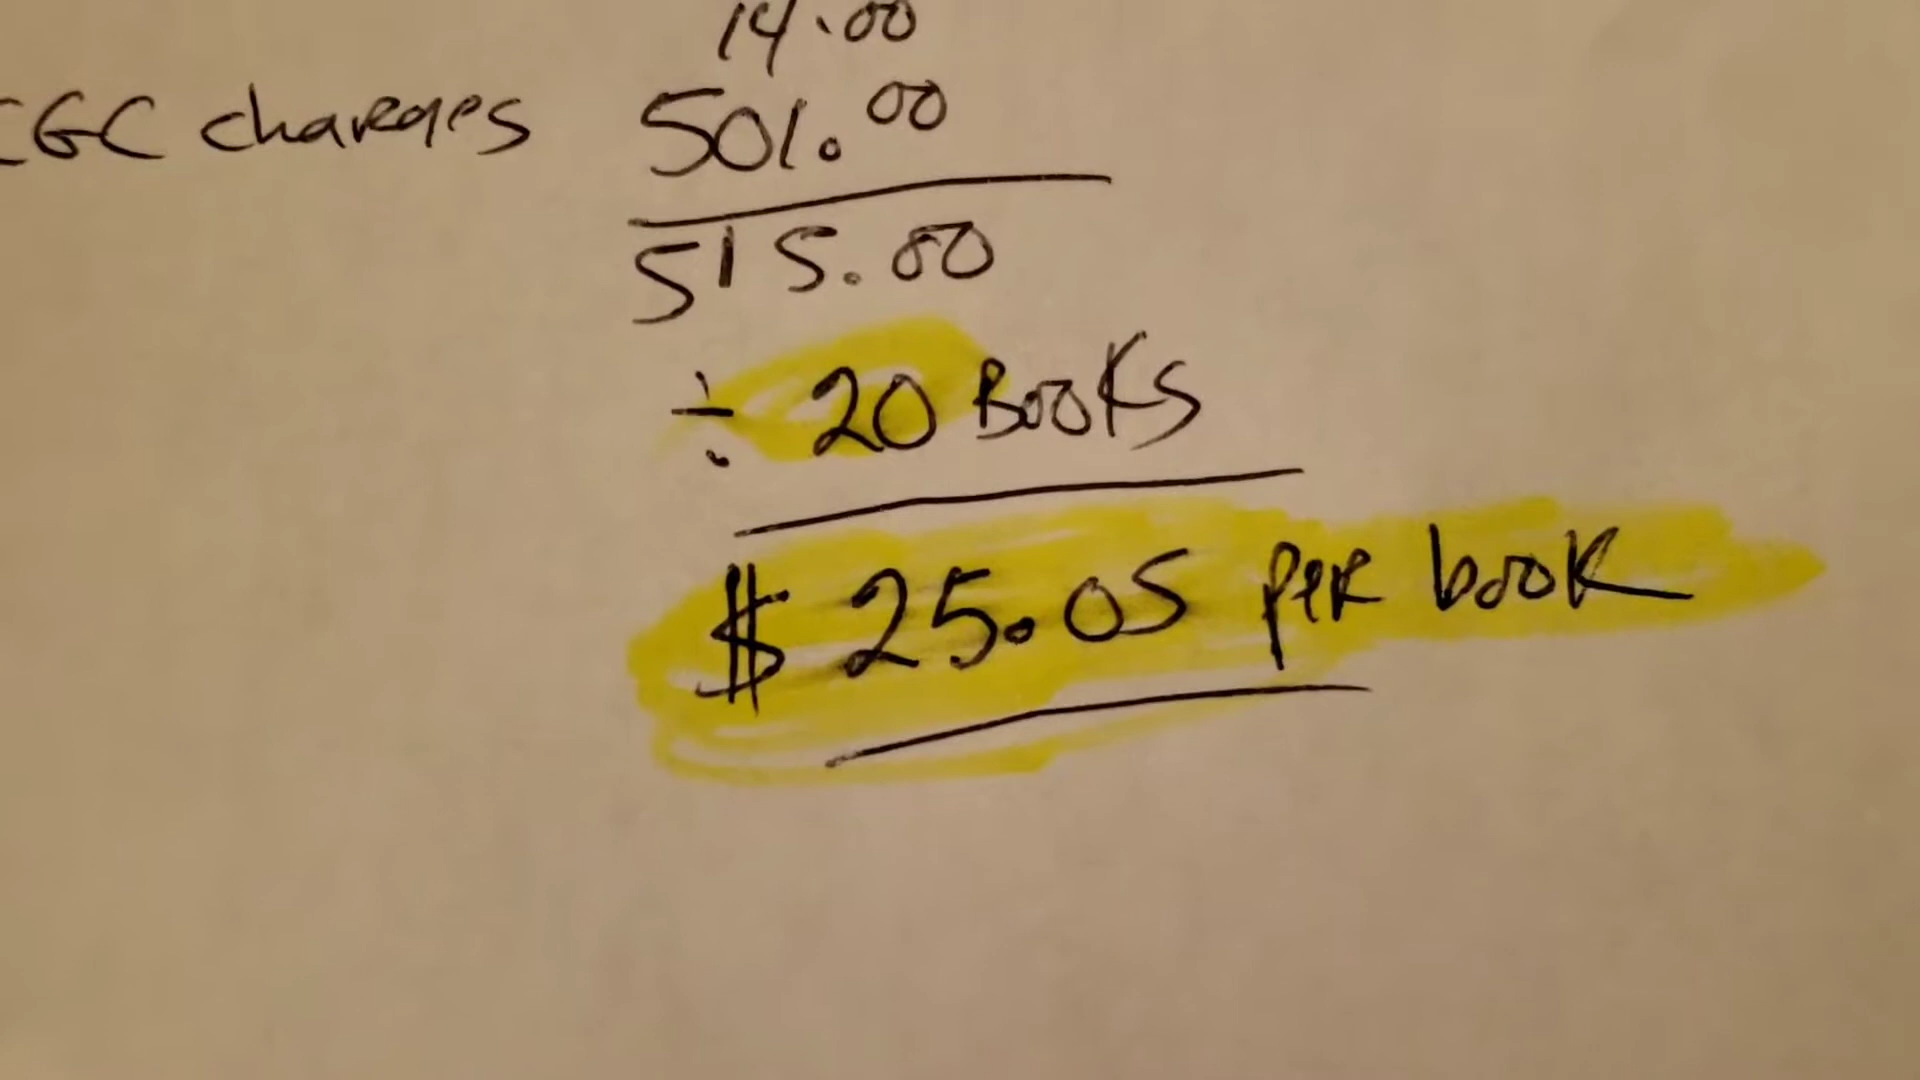 14.00
CGC charges 501.00
515.00
÷ 20 Books
$ 25.05 per book